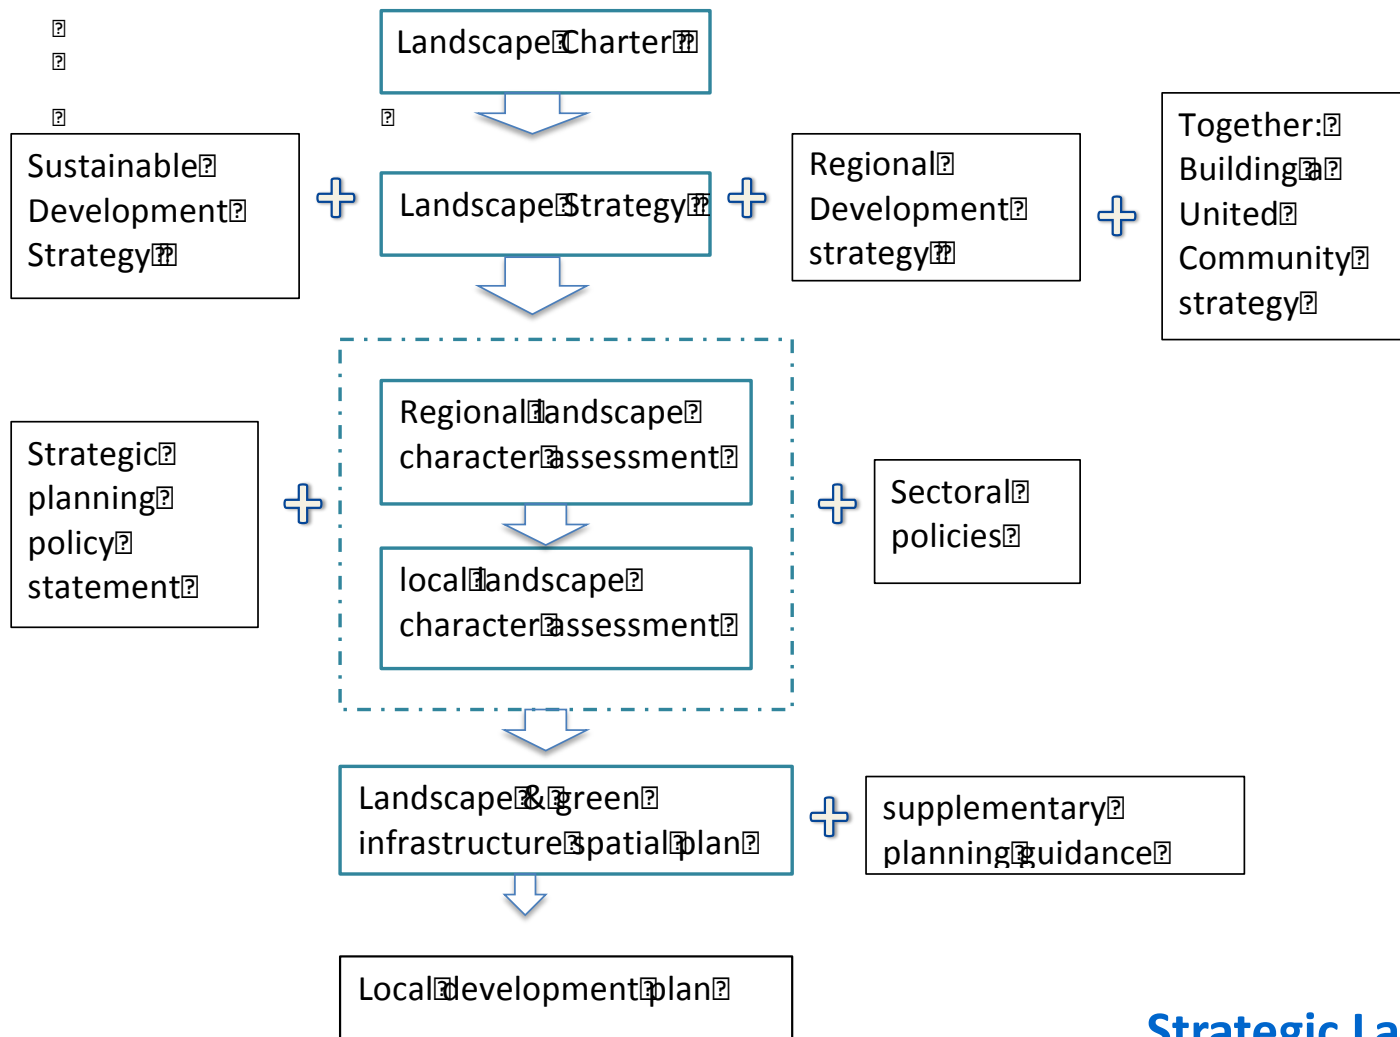 Landscape Charter
Sustainable
Development
Strategy
Landscape Strategy
Regional
Development
strategy
Together:
Building a
United
Community
strategy
Regional landscape
character assessment
local landscape
character assessment
Strategic
planning
policy
statement
Sectoral
policies
Landscape & green
infrastructure spatial plan
supplementary
planning guidance
Local development plan
Strategic La